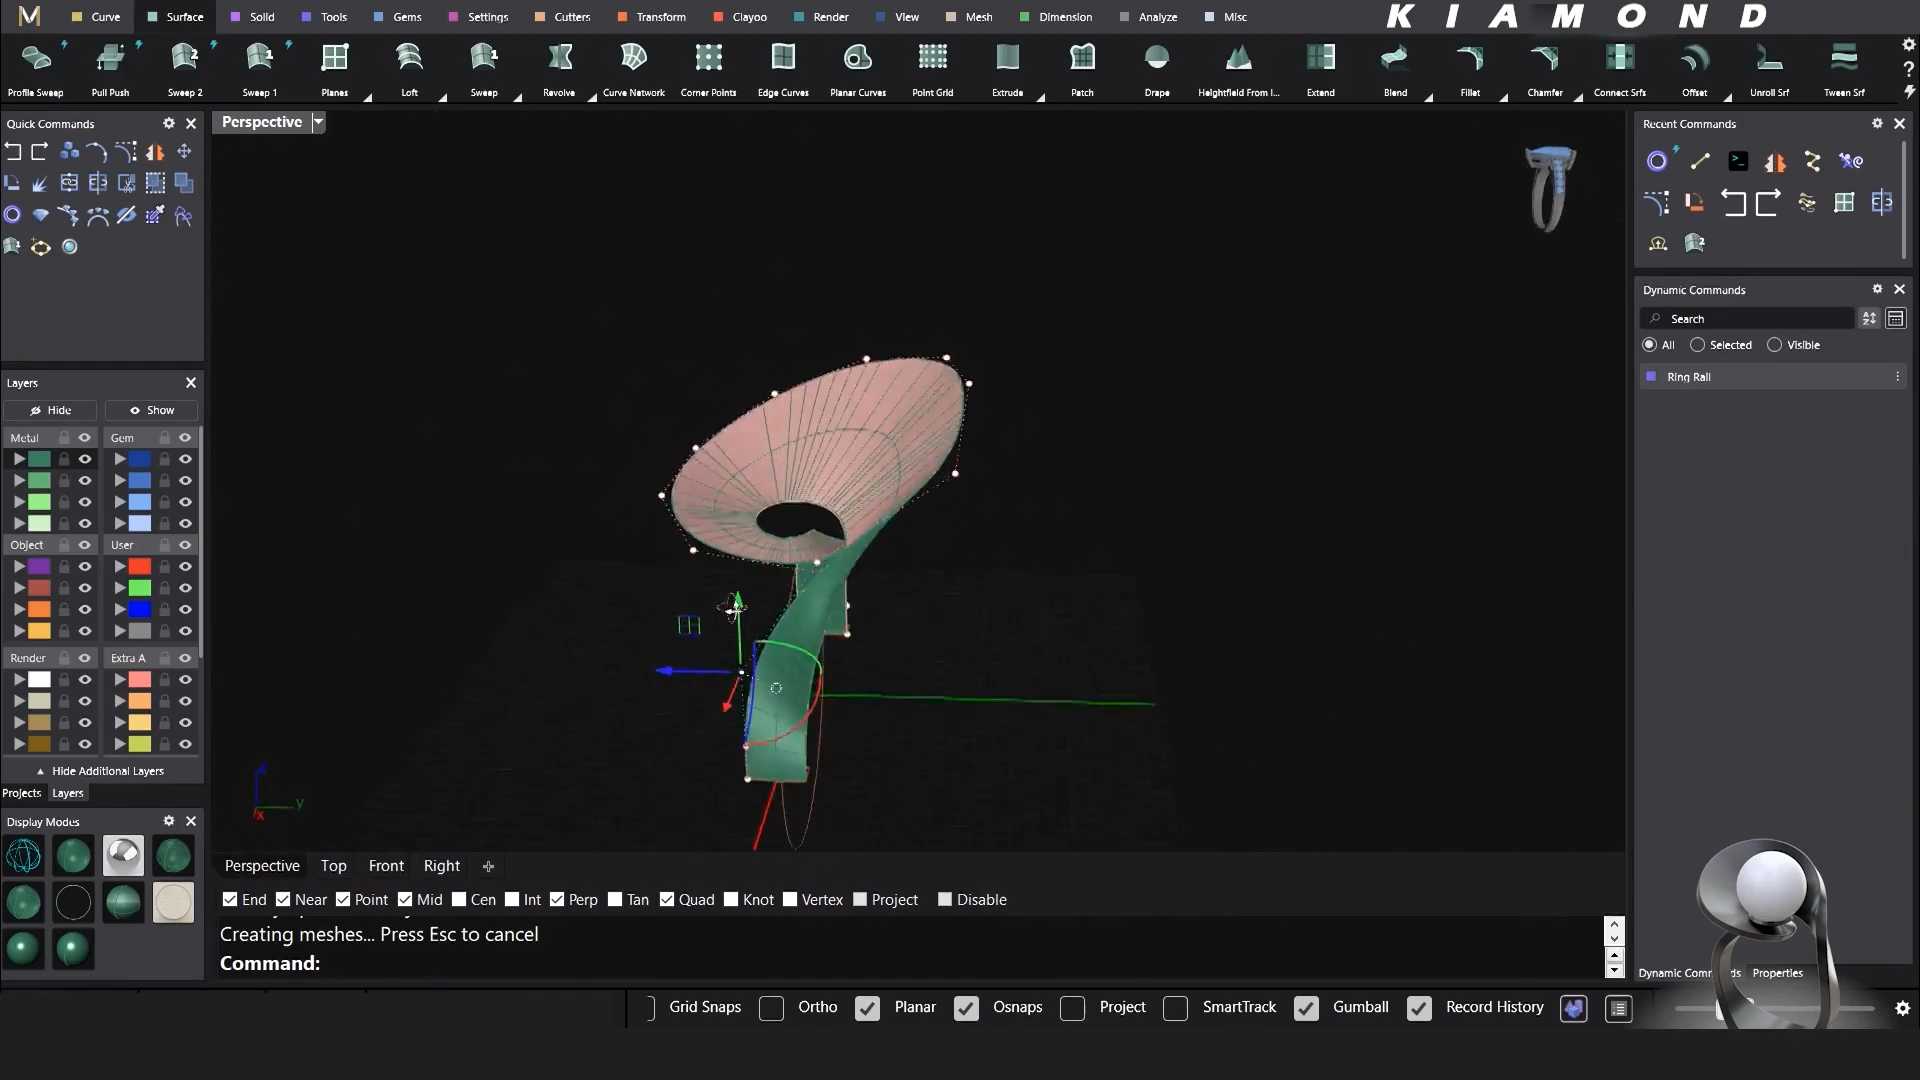 Curve Surface Solid Tools Gems Settings Cutters Transform Clayoo Render View Mesh Dimension Analyze Misc
KIAMOND
Profile Sweep Pull Push Sweep 2 Sweep 1 Planes Loft Sweep Revolve Curve Network Corner Points Edge Curves Planar Curves Point Grid Extrude Patch Drape Heightfield From I... Extend Blend Fillet Chamfer Connect Srfs Offset Unroll Srf Tween Srf
Quick Commands
Perspective
Recent Commands
Dynamic Commands
Search
All Selected Visible
Ring Rail
Layers
Hide Show
Metal Gem
Object User
Render Extra A
Hide Additional Layers
Projects Layers
Display Modes
z y x
Perspective Top Front Right
End Near Point Mid Cen Int Perp Tan Quad Knot Vertex Project Disable
Creating meshes... Press Esc to cancel
Command:
Dynamic Comm ds Properties
Grid Snaps Ortho Planar Osnaps Project SmartTrack Gumball Record History